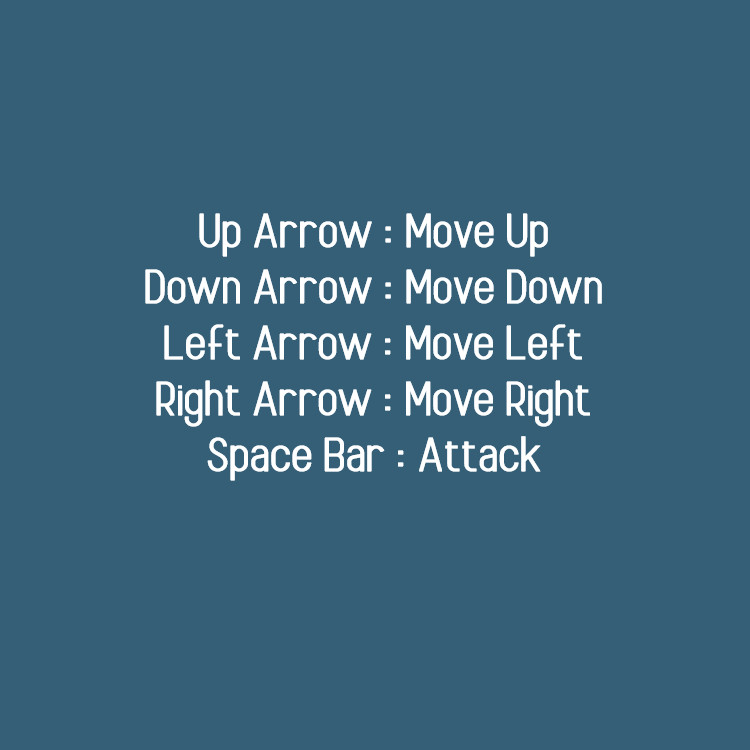 Up Arrow : Move Up
Down Arrow : Move Down
Left Arrow : Move Left
Right Arrow : Move Right
Space Bar : Attack